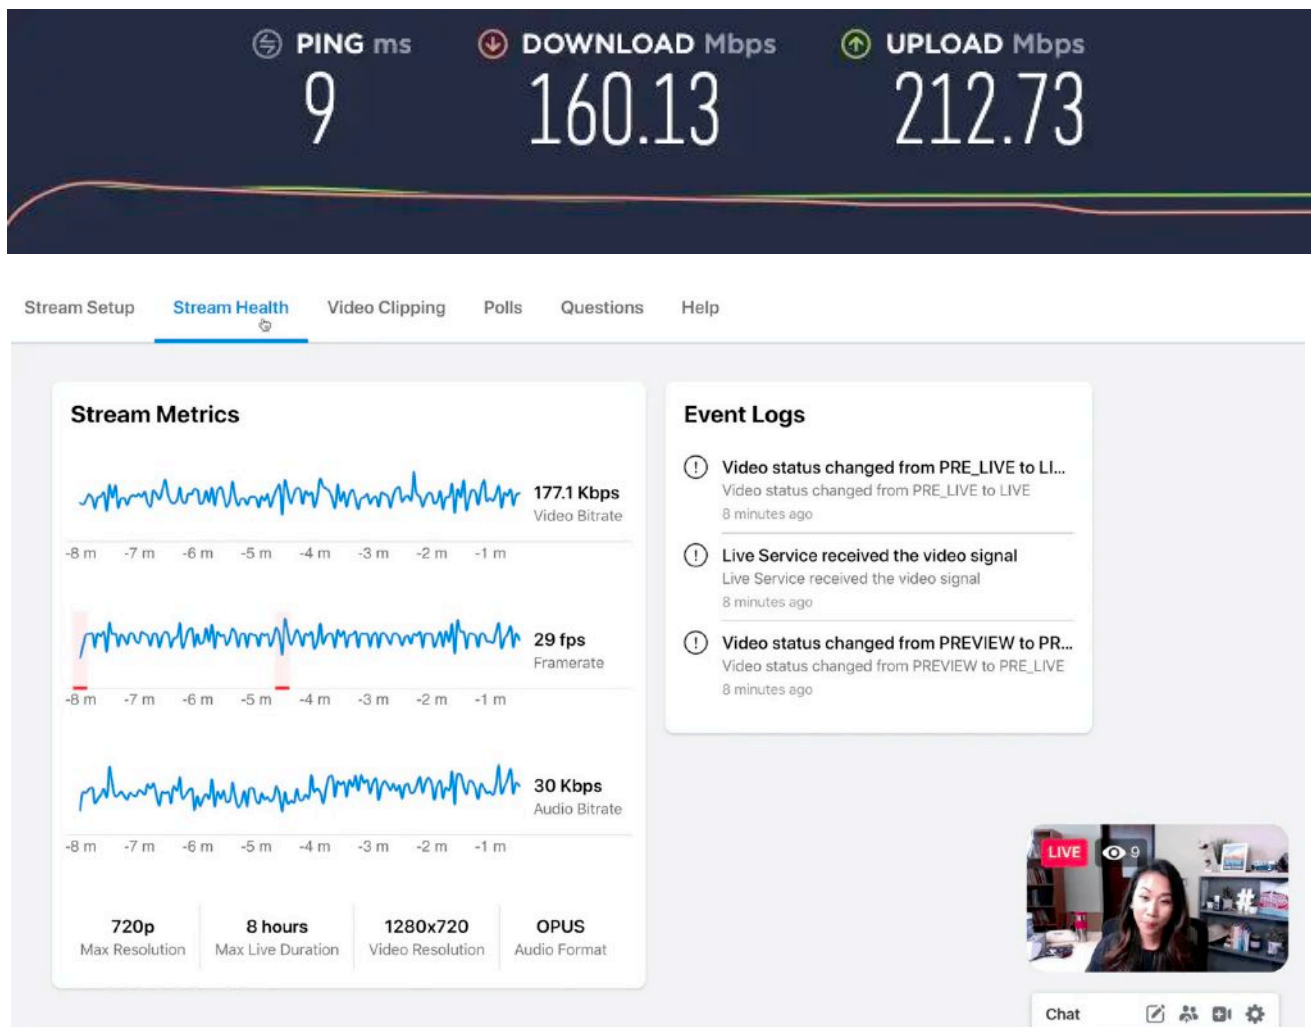 PING ms
DOWNLOAD Mbps
UPLOAD Mbps
9
160.13
212.73
Stream Setup
Stream Health
Video Clipping
Polls
Questions
Help
Stream Metrics
177.1 Kbps
Video Bitrate
-8 m -7 m -6 m -5 m -4 m -3 m -2 m -1 m
29 fps
Framerate
-8 m -7 m -6 m -5 m -4 m -3 m -2 m -1 m
30 Kbps
Audio Bitrate
-8 m -7 m -6 m -5 m -4 m -3 m -2 m -1 m
720p
Max Resolution
8 hours
Max Live Duration
1280x720
Video Resolution
OPUS
Audio Format
Event Logs
Video status changed from PRE_LIVE to LI...
Video status changed from PRE_LIVE to LIVE
8 minutes ago
Live Service received the video signal
Live Service received the video signal
8 minutes ago
Video status changed from PREVIEW to PR...
Video status changed from PREVIEW to PRE_LIVE
8 minutes ago
LIVE
9
#
Chat